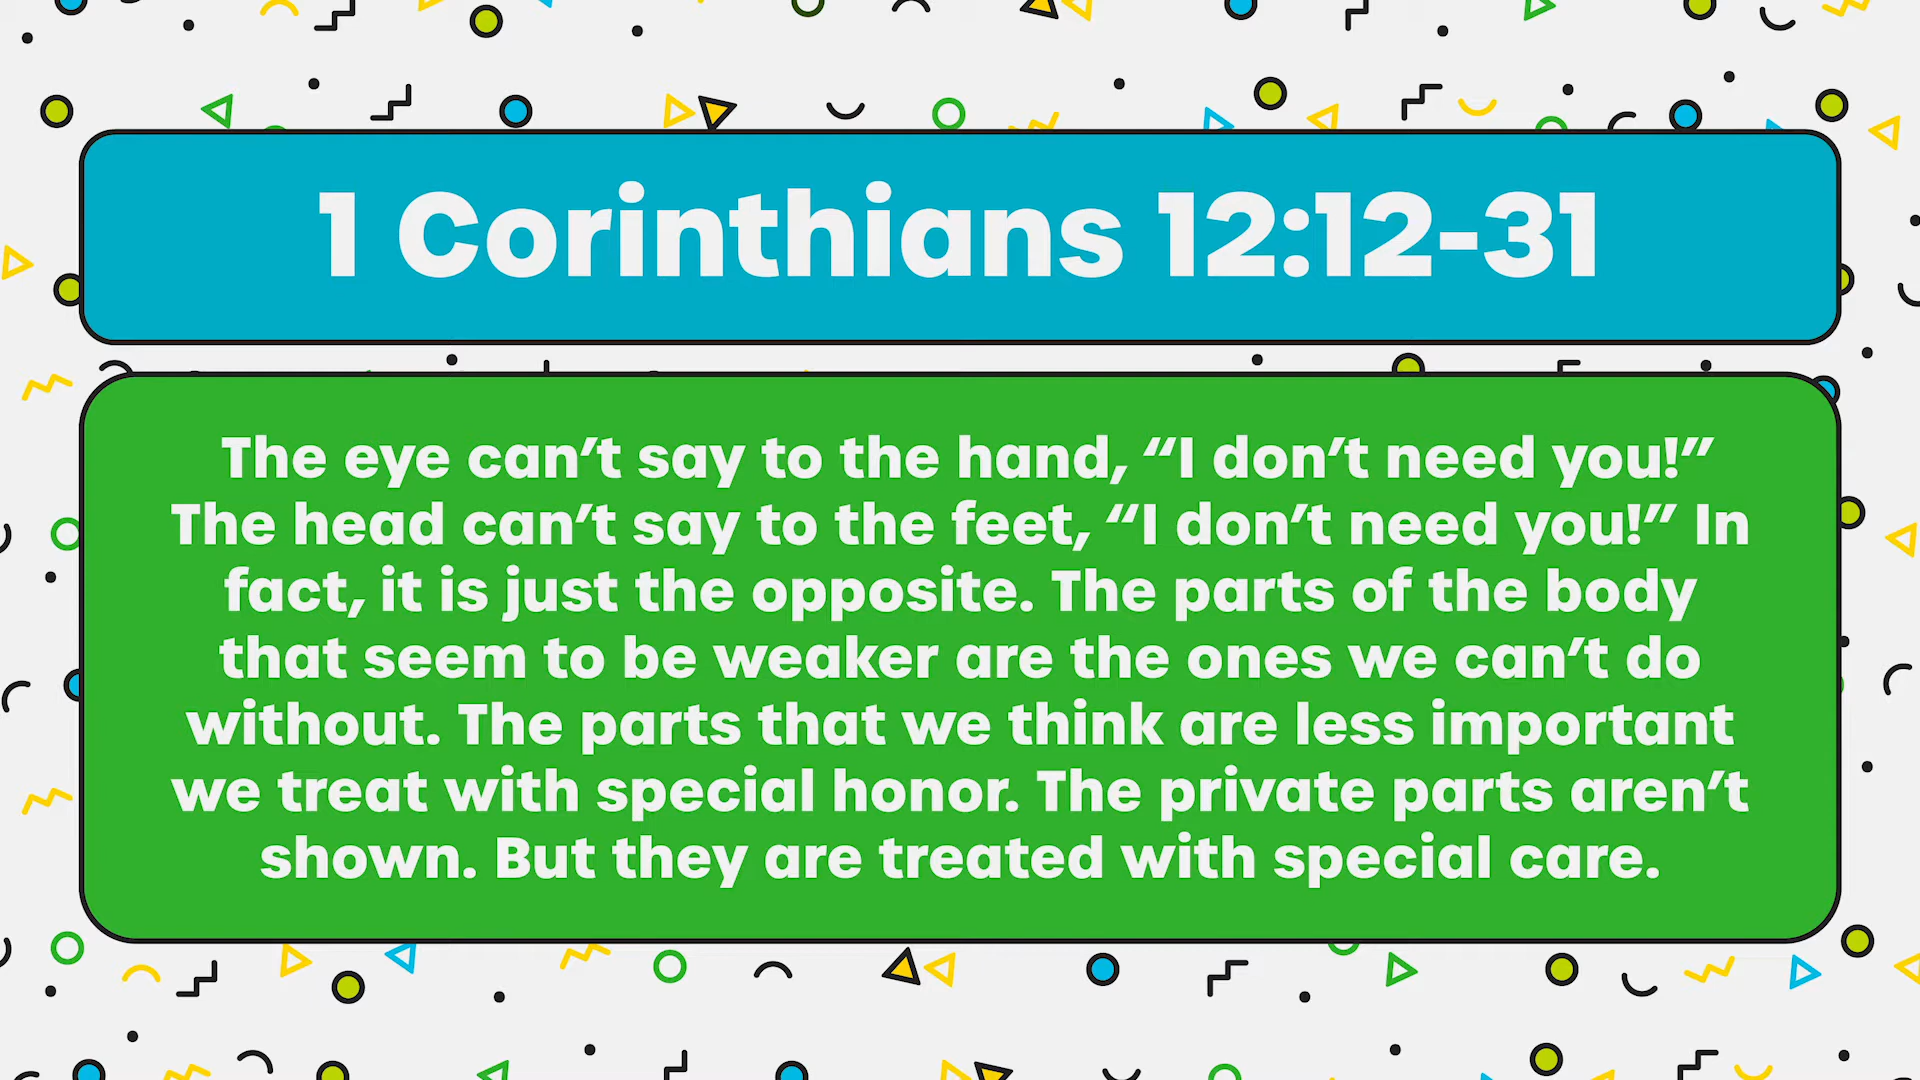 1 Corinthians 12:12-31
The eye can’t say to the hand, “I don’t need you!”
The head can’t say to the feet, “I don’t need you!” In
fact, it is just the opposite. The parts of the body
that seem to be weaker are the ones we can’t do
without. The parts that we think are less important
we treat with special honor. The private parts aren’t
shown. But they are treated with special care.